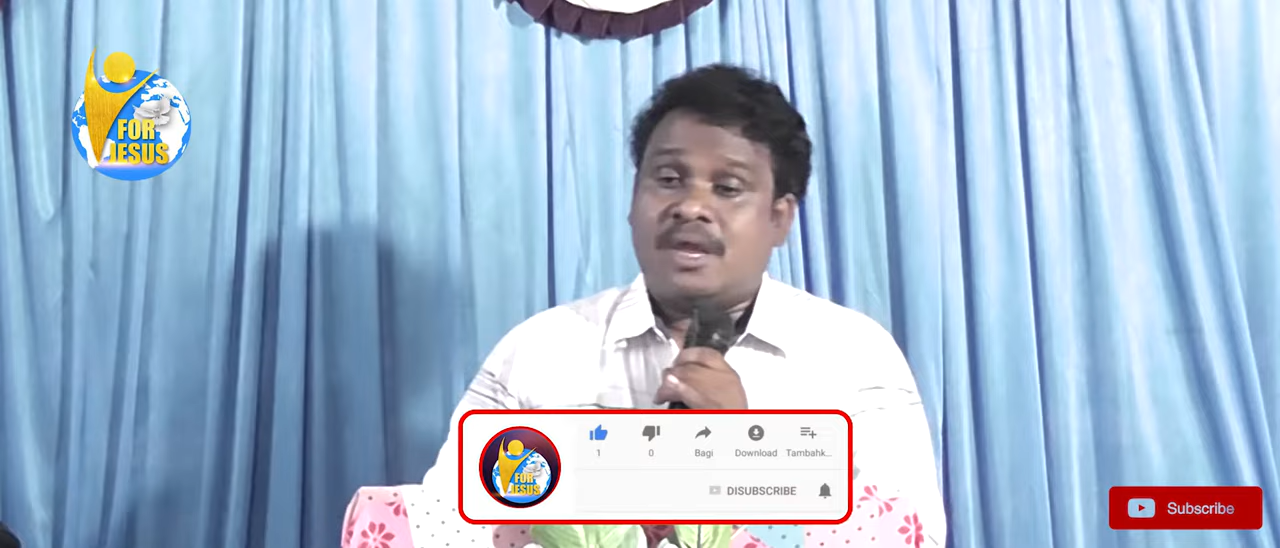 FOR
JESUS
1
0
Bagi
Download
Tambahk...
FOR
JESUS
DISUBSCRIBE
Subscribe